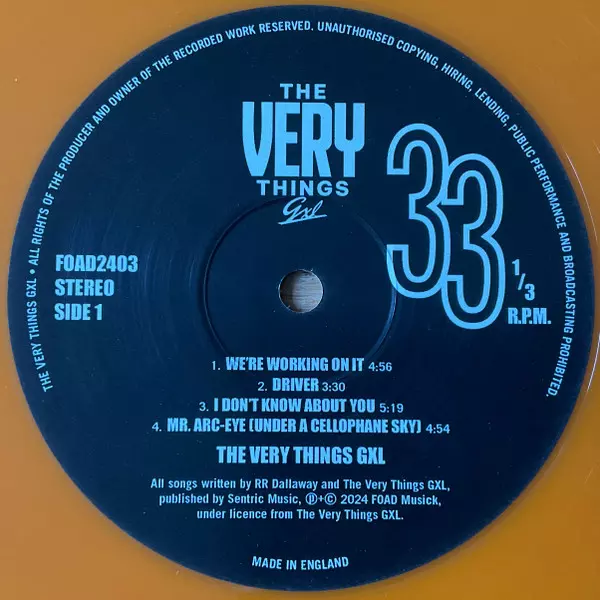 THE VERY THINGS GXL • ALL RIGHTS OF THE PRODUCER AND OWNER OF THE RECORDED WORK RESERVED. UNAUTHORISED COPYING, HIRING, LENDING, PUBLIC PERFORMANCE AND BROADCASTING PROHIBITED.
THE
VERY
THINGS
gxl
33 1/3
R.P.M.
FOAD2403
STEREO
SIDE 1
1. WE'RE WORKING ON IT 4:56
2. DRIVER 3:30
3. I DON'T KNOW ABOUT YOU 5:19
4. MR. ARC-EYE (UNDER A CELLOPHANE SKY) 4:54
THE VERY THINGS GXL
All songs written by RR Dallaway and The Very Things GXL,
published by Sentric Music, ℗+© 2024 FOAD Musick,
under licence from The Very Things GXL.
MADE IN ENGLAND